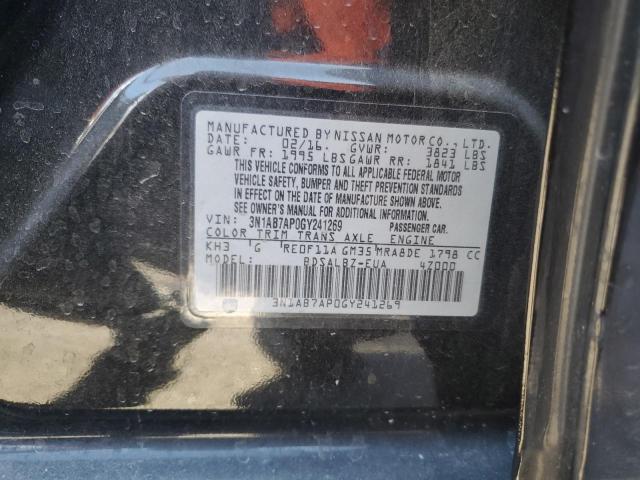 MANUFACTURED BY NISSAN MOTOR CO., LTD.
DATE: 02/16. GVWR: 3823 LBS
GAWR FR: 1995 LBS GAWR RR: 1841 LBS
THIS VEHICLE CONFORMS TO ALL APPLICABLE FEDERAL MOTOR
VEHICLE SAFETY, BUMPER AND THEFT PREVENTION STANDARDS
IN EFFECT ON THE DATE OF MANUFACTURE SHOWN ABOVE.
SEE OWNER'S MANUAL FOR ADDITIONAL INFORMATION.
VIN: 3N1AB7AP0GY241269 PASSENGER CAR.
COLOR TRIM TRANS AXLE ENGINE
KH3 G RE0F11A GM35 MRA8DE 1798 CC
MODEL: BDSALBZ-EUA 47000
3N1AB7AP0GY241269